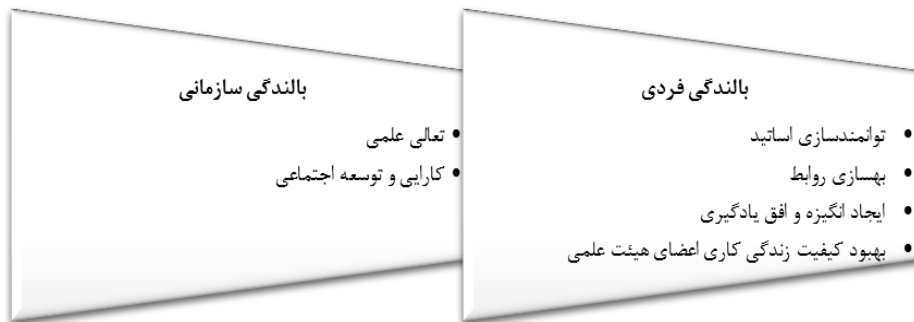 بالندگی فردی
• توانمندسازی اساتید
• بهسازی روابط
• ایجاد انگیزه و افق یادگیری
• بهبود کیفیت زندگی کاری اعضای هیئت علمی
بالندگی سازمانی
• تعالی علمی
• کارایی و توسعه اجتماعی